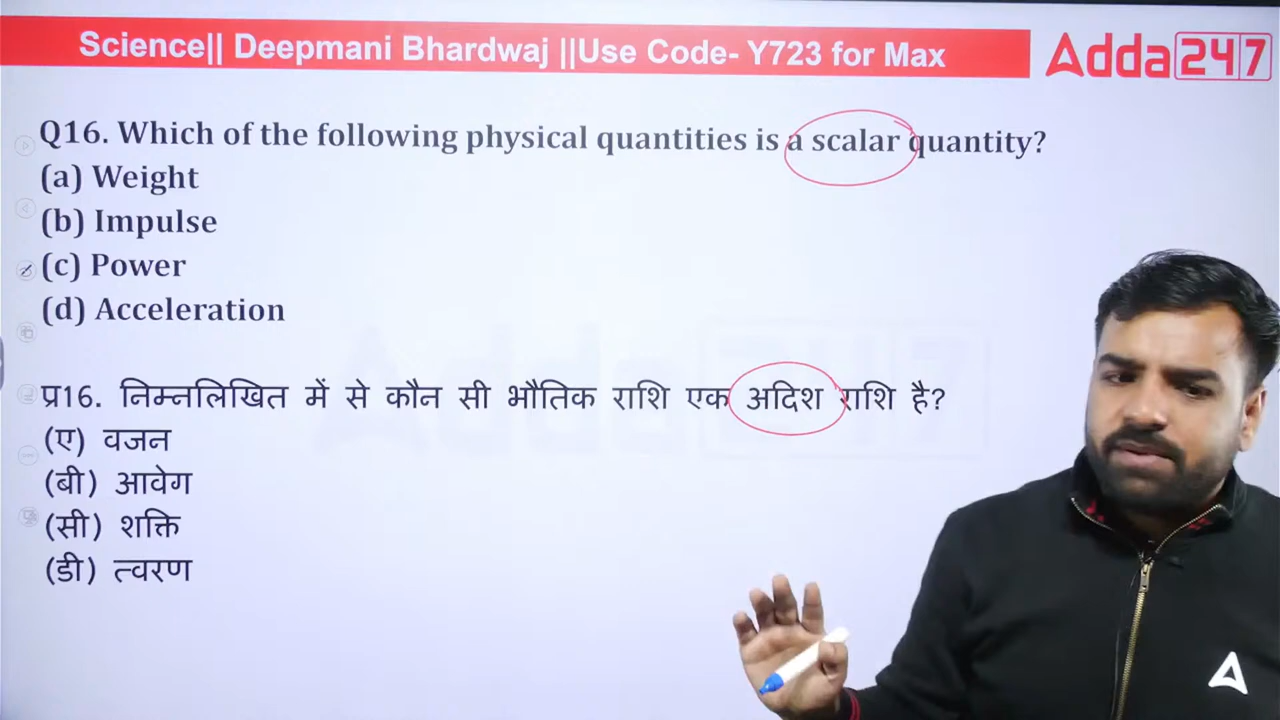 Science|| Deepmani Bhardwaj ||Use Code- Y723 for Max
Adda247
Q16. Which of the following physical quantities is a scalar quantity?
(a) Weight
(b) Impulse
(c) Power
(d) Acceleration
प्र16. निम्नलिखित में से कौन सी भौतिक राशि एक अदिश राशि है?
(ए) वजन
(बी) आवेग
(सी) शक्ति
(डी) त्वरण